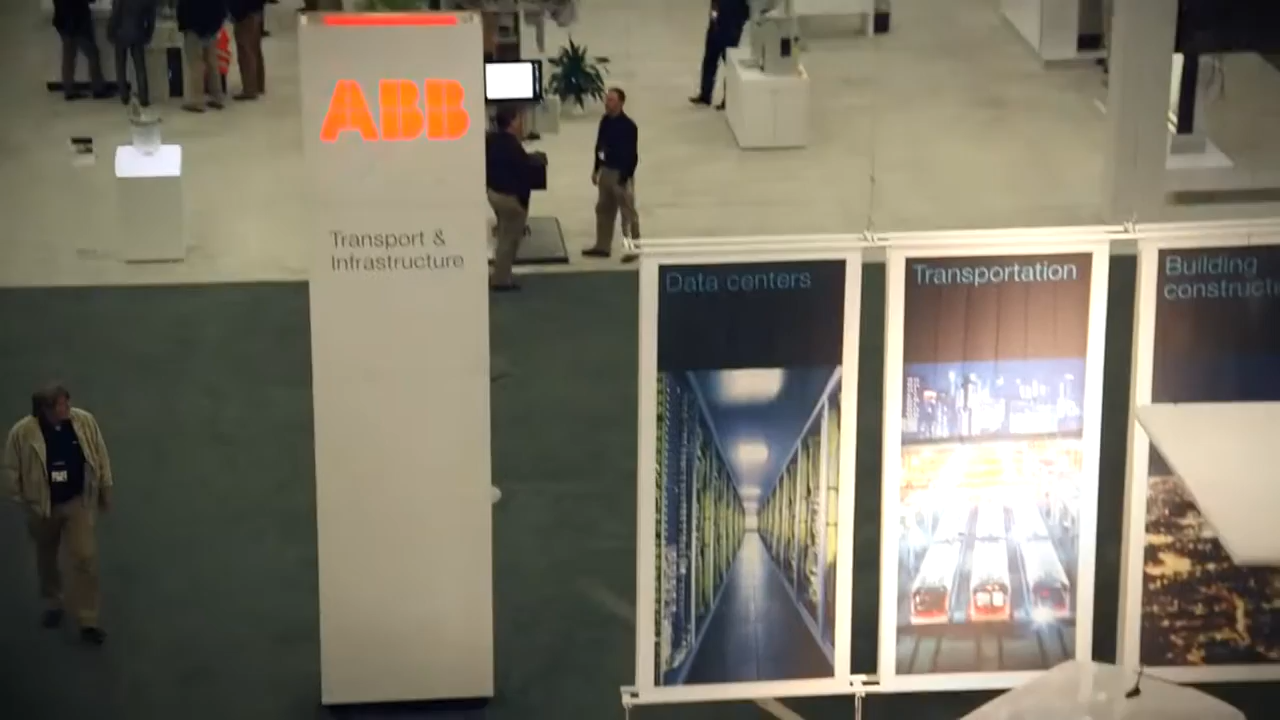 ABB
Transport &
Infrastructure
Data centers
Transportation
Building